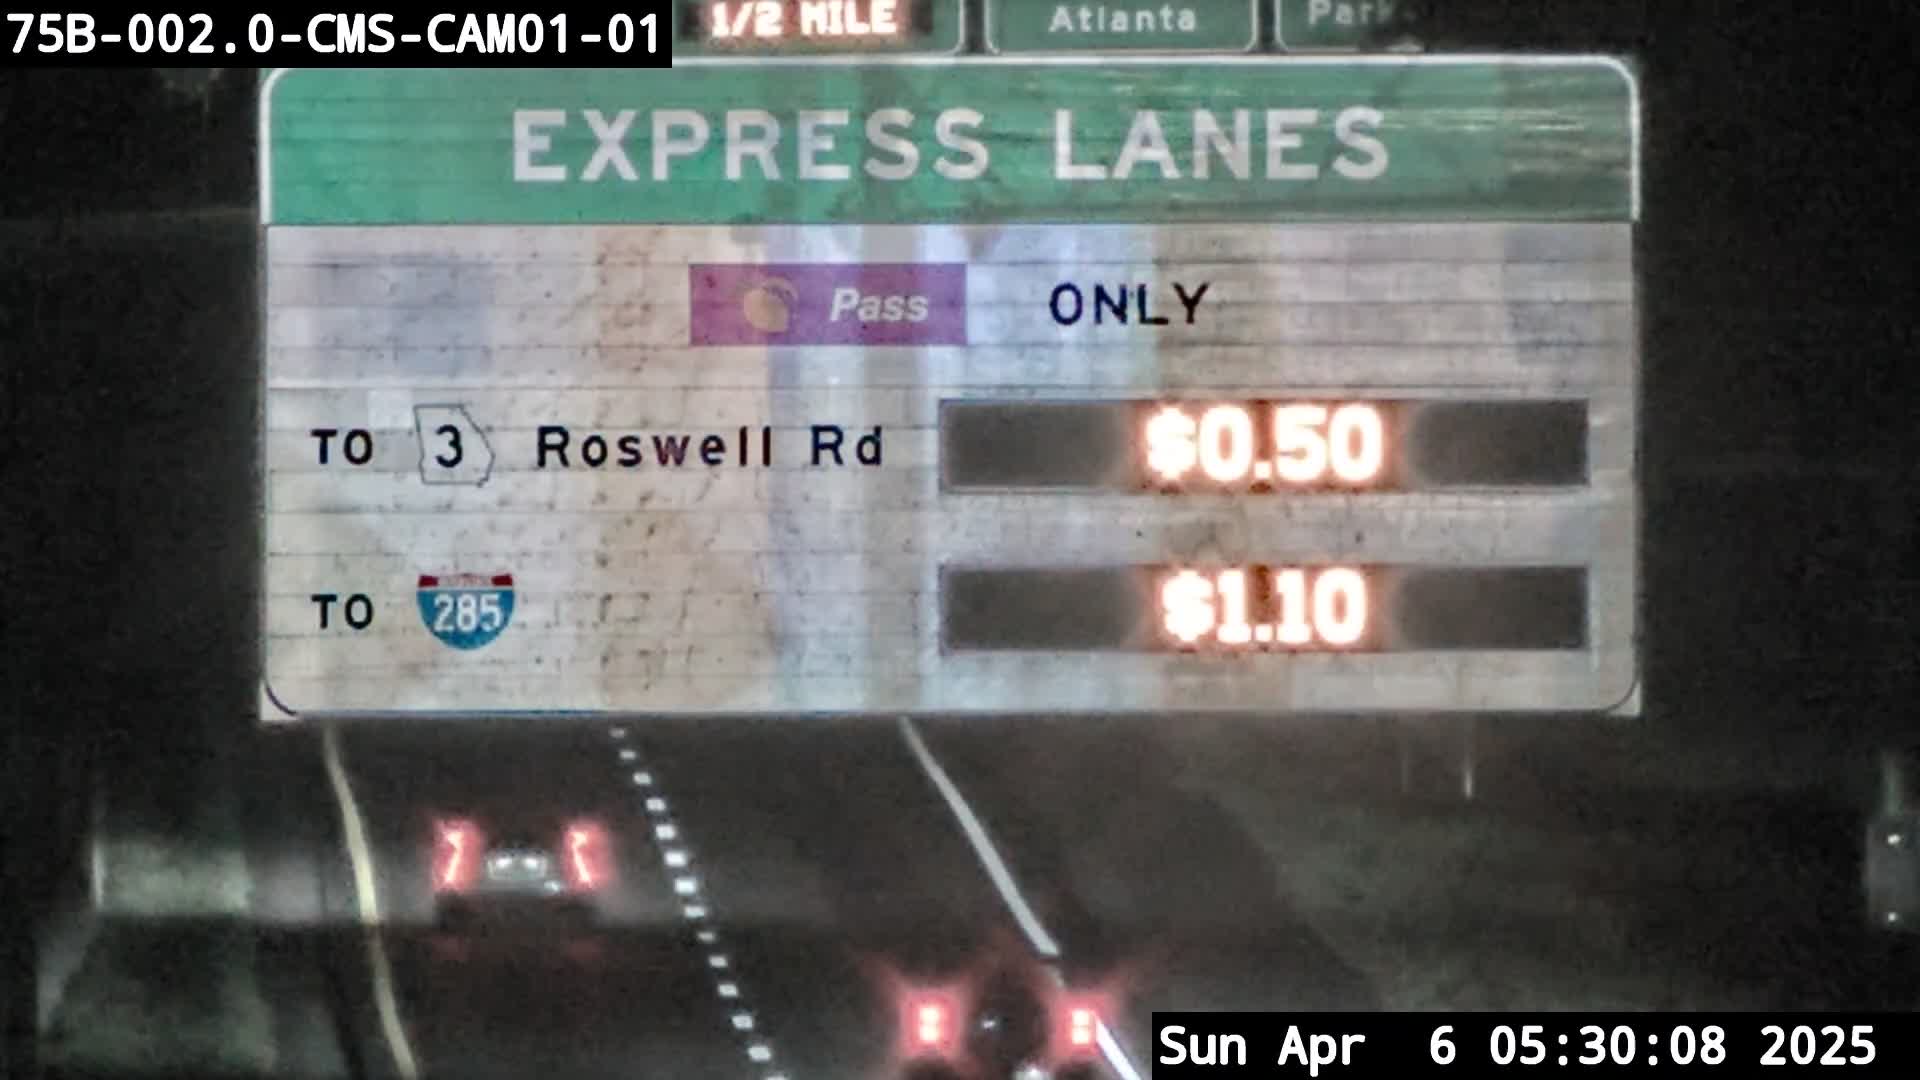 75B-002.0-CMS-CAM01-01
1/2 MILE
Atlanta
EXPRESS LANES
Pass ONLY
TO 3 Roswell Rd $0.50
TO 285 $1.10
Sun Apr 6 05:30:08 2025